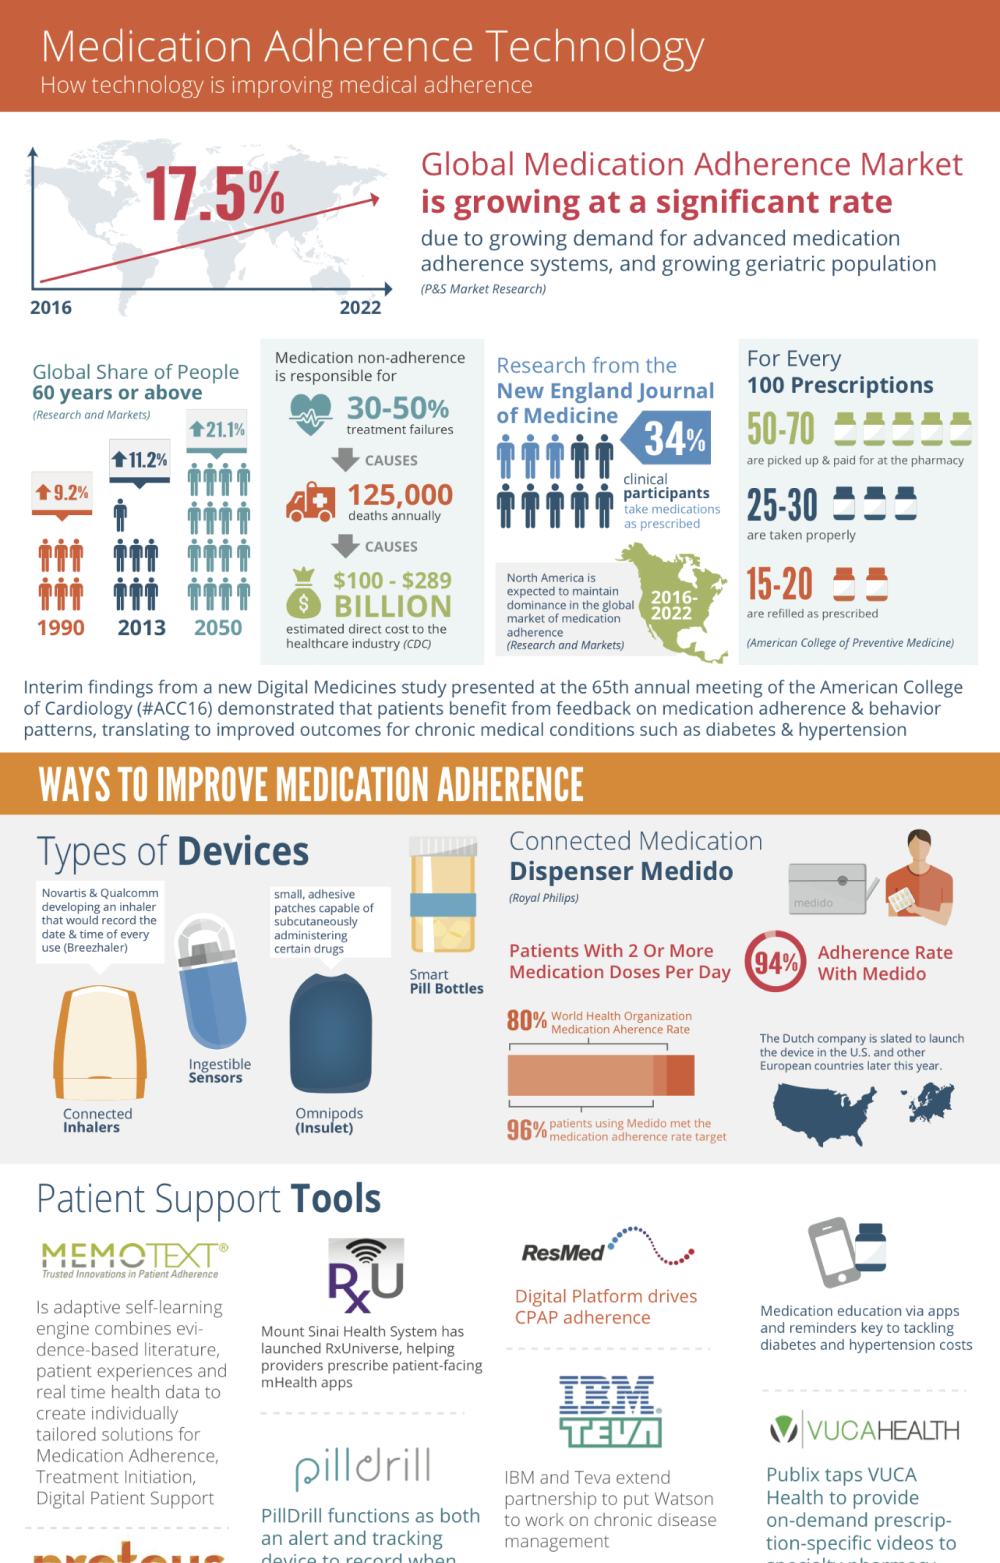 Medication Adherence Technology
How technology is improving medical adherence
17.5%
2016
2022
Global Medication Adherence Market
is growing at a significant rate
due to growing demand for advanced medication
adherence systems, and growing geriatric population
(P&S Market Research)
Global Share of People
60 years or above
(Research and Markets)
9.2%
11.2%
21.1%
1990
2013
2050
Medication non-adherence
is responsible for
30-50%
treatment failures
CAUSES
125,000
deaths annually
CAUSES
$100 - $289
BILLION
estimated direct cost to the
healthcare industry (CDC)
Research from the
New England Journal
of Medicine
34%
clinical
participants
take medications
as prescribed
North America is
expected to maintain
dominance in the global
market of medication
adherence
(Research and Markets)
2016-
2022
For Every
100 Prescriptions
50-70
are picked up & paid for at the pharmacy
25-30
are taken properly
15-20
are refilled as prescribed
(American College of Preventive Medicine)
Interim findings from a new Digital Medicines study presented at the 65th annual meeting of the American College
of Cardiology (#ACC16) demonstrated that patients benefit from feedback on medication adherence & behavior
patterns, translating to improved outcomes for chronic medical conditions such as diabetes & hypertension
WAYS TO IMPROVE MEDICATION ADHERENCE
Types of Devices
Novartis & Qualcomm
developing an inhaler
that would record the
date & time of every
use (Breezhaler)
Connected
Inhalers
Ingestible
Sensors
small, adhesive
patches capable of
subcutaneously
administering
certain drugs
Omnipods
(Insulet)
Smart
Pill Bottles
Connected Medication
Dispenser Medido
(Royal Philips)
medido
Patients With 2 Or More
Medication Doses Per Day
94%
Adherence Rate
With Medido
80% World Health Organization
Medication Aherence Rate
96% patients using Medido met the
medication adherence rate target
The Dutch company is slated to launch
the device in the U.S. and other
European countries later this year.
Patient Support Tools
MEMOTEXT®
Trusted Innovations in Patient Adherence
Is adaptive self-learning
engine combines evi-
dence-based literature,
patient experiences and
real time health data to
create individually
tailored solutions for
Medication Adherence,
Treatment Initiation,
Digital Patient Support
proteus
RxU
Mount Sinai Health System has
launched RxUniverse, helping
providers prescribe patient-facing
mHealth apps
pilldrill
PillDrill functions as both
an alert and tracking
device to record when
ResMed
Digital Platform drives
CPAP adherence
IBM®
TEVA
IBM and Teva extend
partnership to put Watson
to work on chronic disease
management
Medication education via apps
and reminders key to tackling
diabetes and hypertension costs
VUCAHEALTH
Publix taps VUCA
Health to provide
on-demand prescrip-
tion-specific videos to
specialty pharmacy